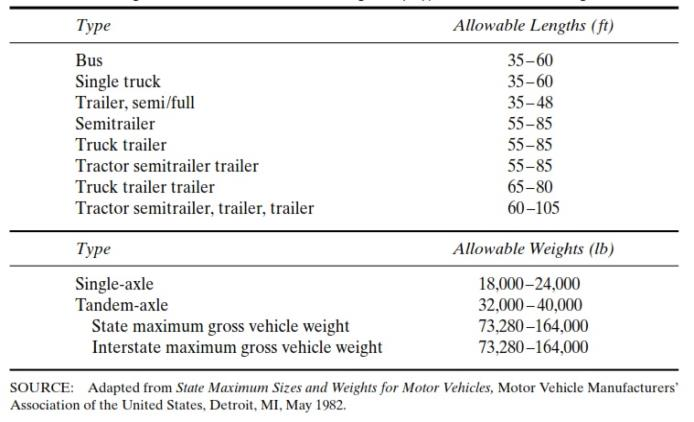 Type Allowable Lengths (ft)
Bus 35–60
Single truck 35–60
Trailer, semi/full 35–48
Semitrailer 55–85
Truck trailer 55–85
Tractor semitrailer trailer 55–85
Truck trailer trailer 65–80
Tractor semitrailer, trailer, trailer 60–105
Type Allowable Weights (lb)
Single-axle 18,000–24,000
Tandem-axle 32,000–40,000
State maximum gross vehicle weight 73,280–164,000
Interstate maximum gross vehicle weight 73,280–164,000
SOURCE: Adapted from State Maximum Sizes and Weights for Motor Vehicles, Motor Vehicle Manufacturers'
Association of the United States, Detroit, MI, May 1982.